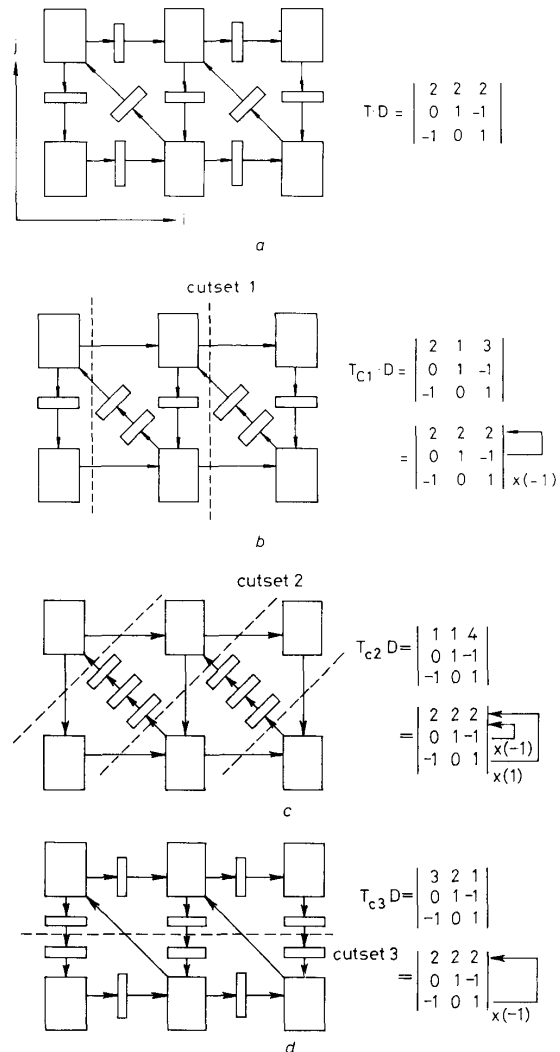 j
T·D = | 2 2 2 |
| 0 1 -1 |
| -1 0 1 |
i
a
cutset 1
T_C1·D = | 2 1 3 |
| 0 1 -1 |
| -1 0 1 |
= | 2 2 2 |
| 0 1 -1 |
| -1 0 1 | x(-1)
b
cutset 2
T_c2 D = | 1 1 4 |
| 0 1 -1 |
| -1 0 1 |
= | 2 2 2 |
| 0 1 -1 | x(-1)
| -1 0 1 | x(1)
c
T_c3 D = | 3 2 1 |
| 0 1 -1 |
| -1 0 1 |
cutset 3
= | 2 2 2 |
| 0 1 -1 |
| -1 0 1 | x(-1)
d